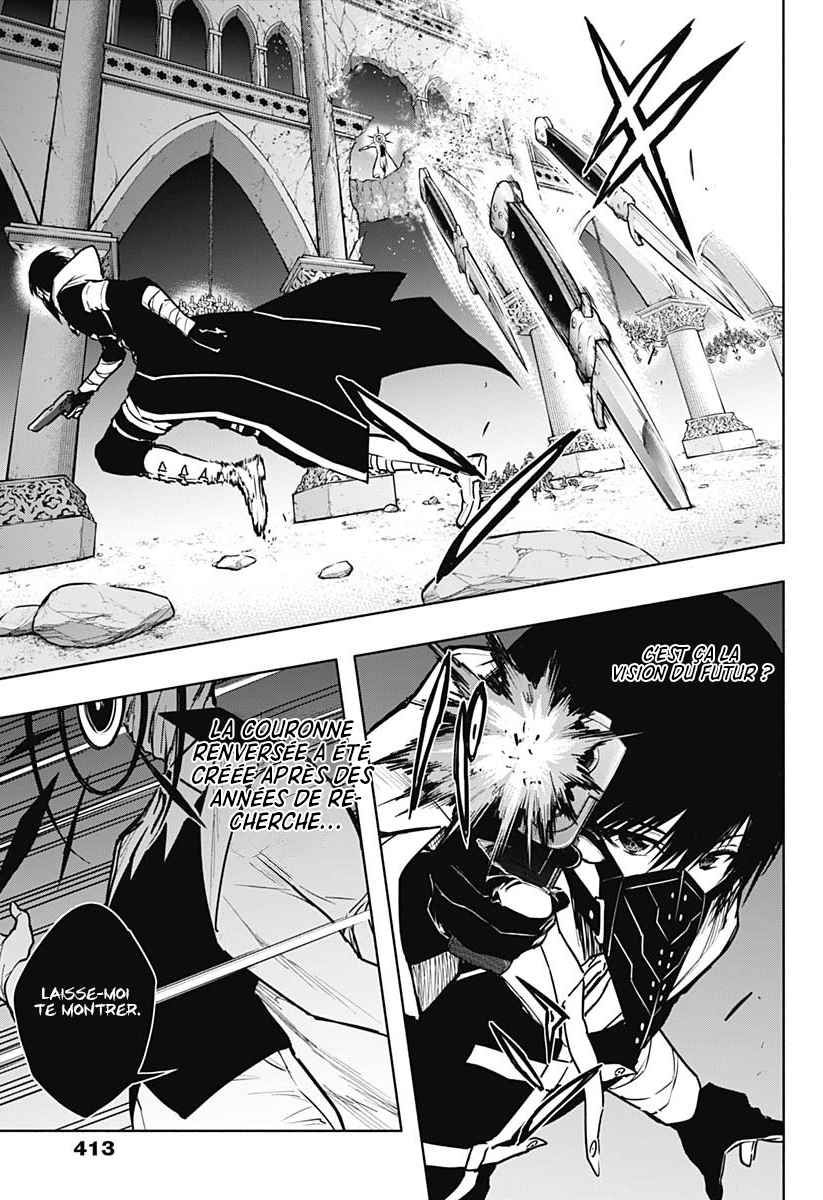 C'EST ÇA LA
VISION DU FUTUR ?
LA COURONNE
RENVERSÉE A ÉTÉ
CRÉÉE APRÈS DES
ANNÉES DE RE-
CHERCHE...
LAISSE-MOI
TE MONTRER.
413